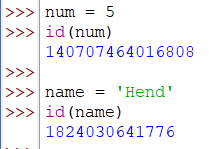 >>> num = 5
>>> id(num)
140707464016808
>>>
>>> name = 'Hend'
>>> id(name)
1824030641776